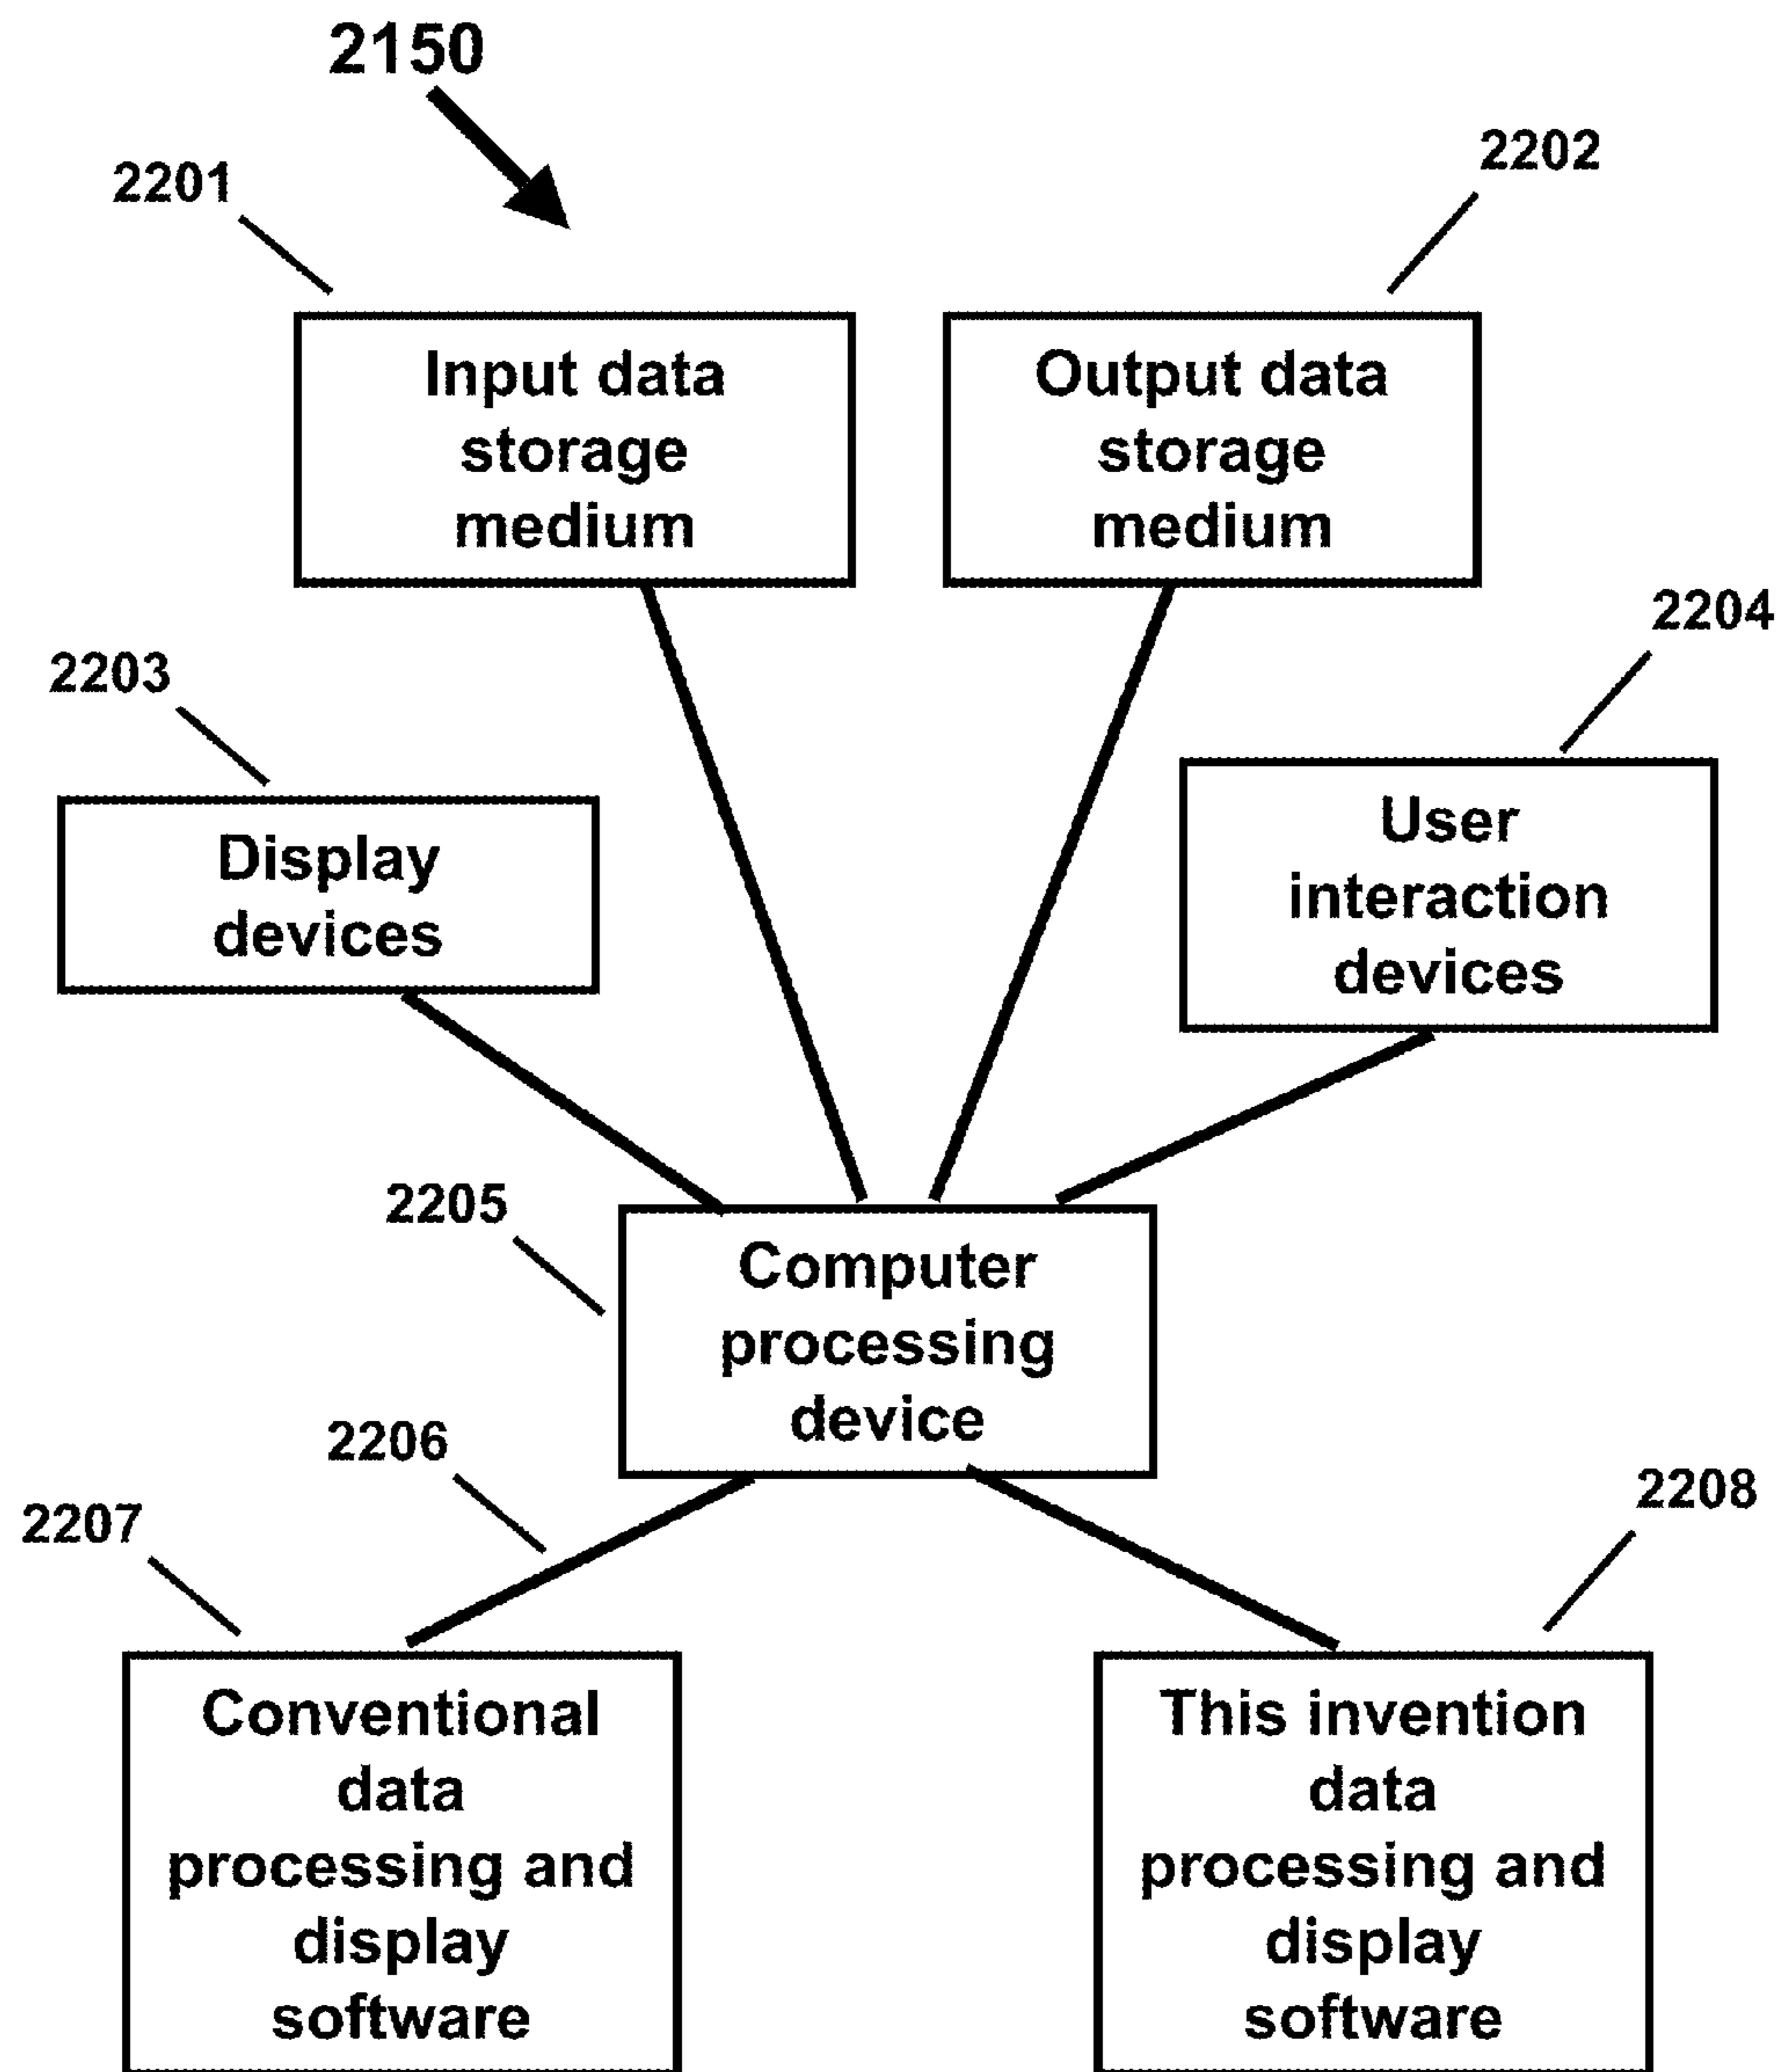 2150
2201
2202
Input data
storage
medium
Output data
storage
medium
2203
2204
Display
devices
User
interaction
devices
2205
Computer
processing
device
2206
2207
2208
Conventional
data
processing and
display
software
This invention
data
processing and
display
software